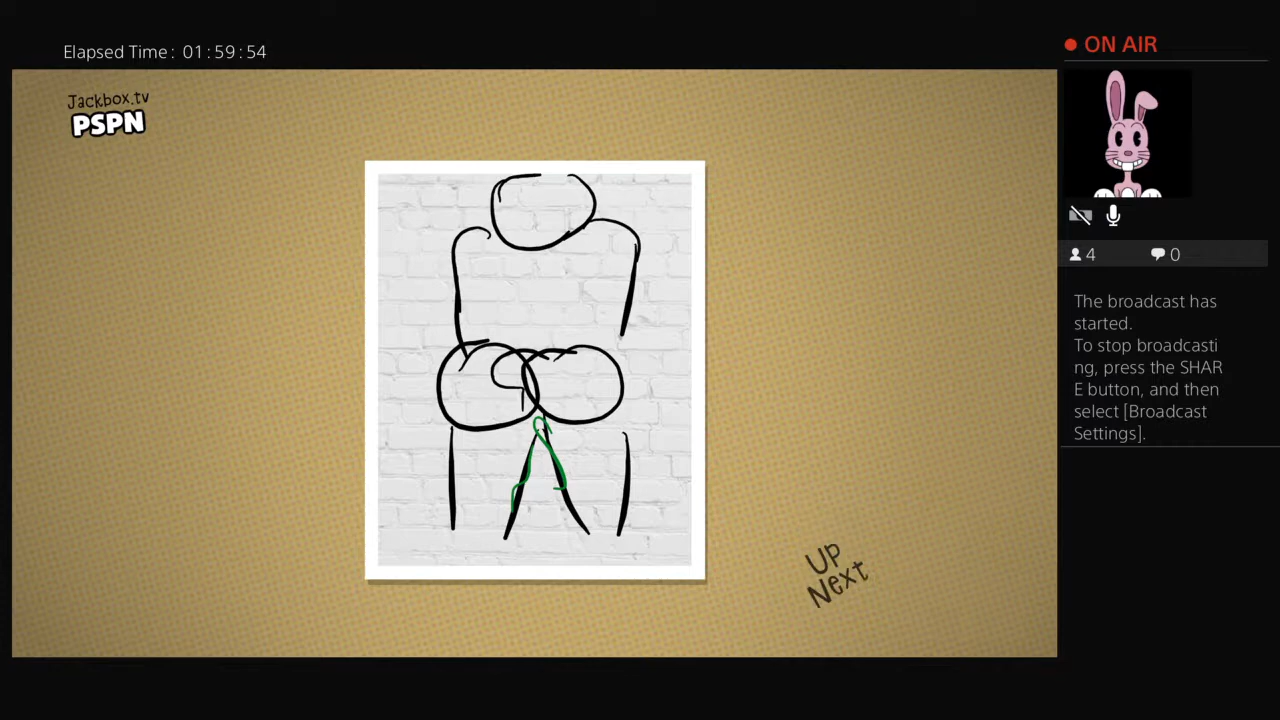 Elapsed Time: 01:59:54
ON AIR
Jackbox.tv
PSPN
4
0
The broadcast has
started.
To stop broadcasti
ng, press the SHAR
E button, and then
select [Broadcast
Settings].
UP
Next